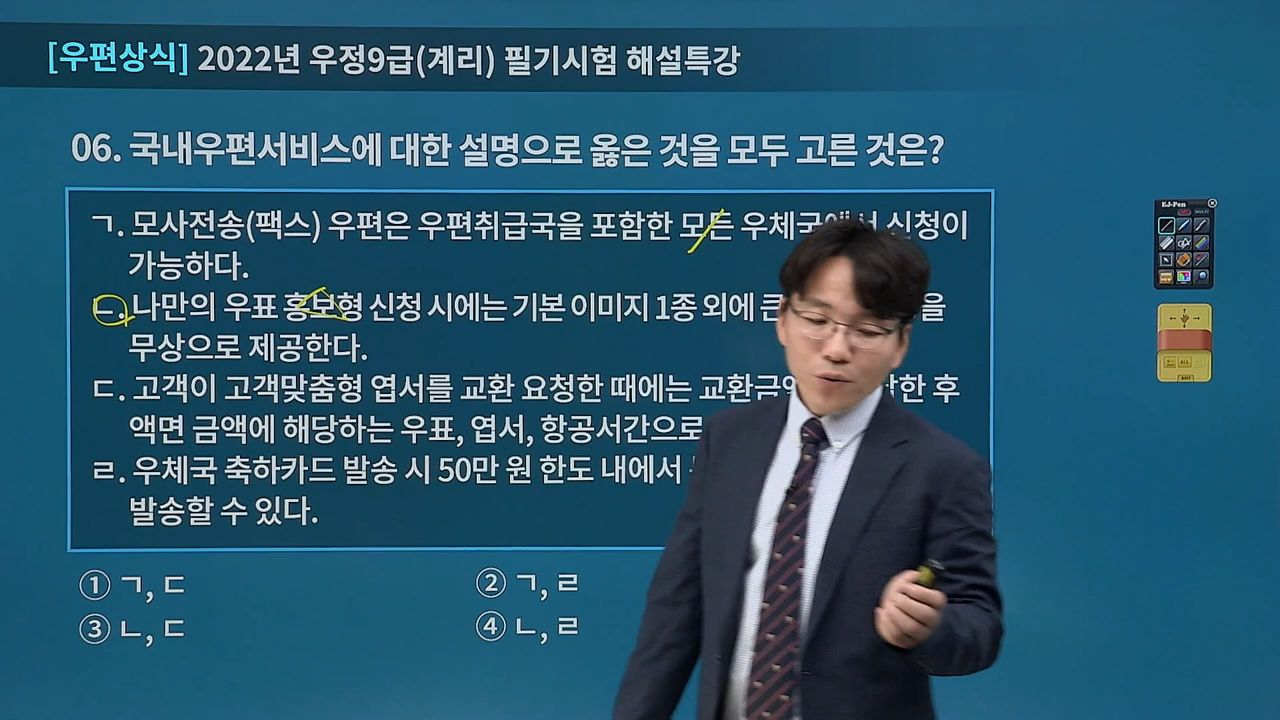 [우편상식] 2022년 우정9급(계리) 필기시험 해설특강
06. 국내우편서비스에 대한 설명으로 옳은 것을 모두 고른 것은?
ㄱ. 모사전송(팩스) 우편은 우편취급국을 포함한 모든 우체국에서 신청이
가능하다.
ㄴ. 나만의 우표 홍보형 신청 시에는 기본 이미지 1종 외에 큰
무상으로 제공한다.
ㄷ. 고객이 고객맞춤형 엽서를 교환 요청한 때에는 후
액면 금액에 해당하는 우표, 엽서, 항공서간으로
ㄹ. 우체국 축하카드 발송 시 50만 원 한도 내에서
발송할 수 있다.
① ㄱ, ㄷ ② ㄱ, ㄹ
③ ㄴ, ㄷ ④ ㄴ, ㄹ
EJ-Pen
ALL